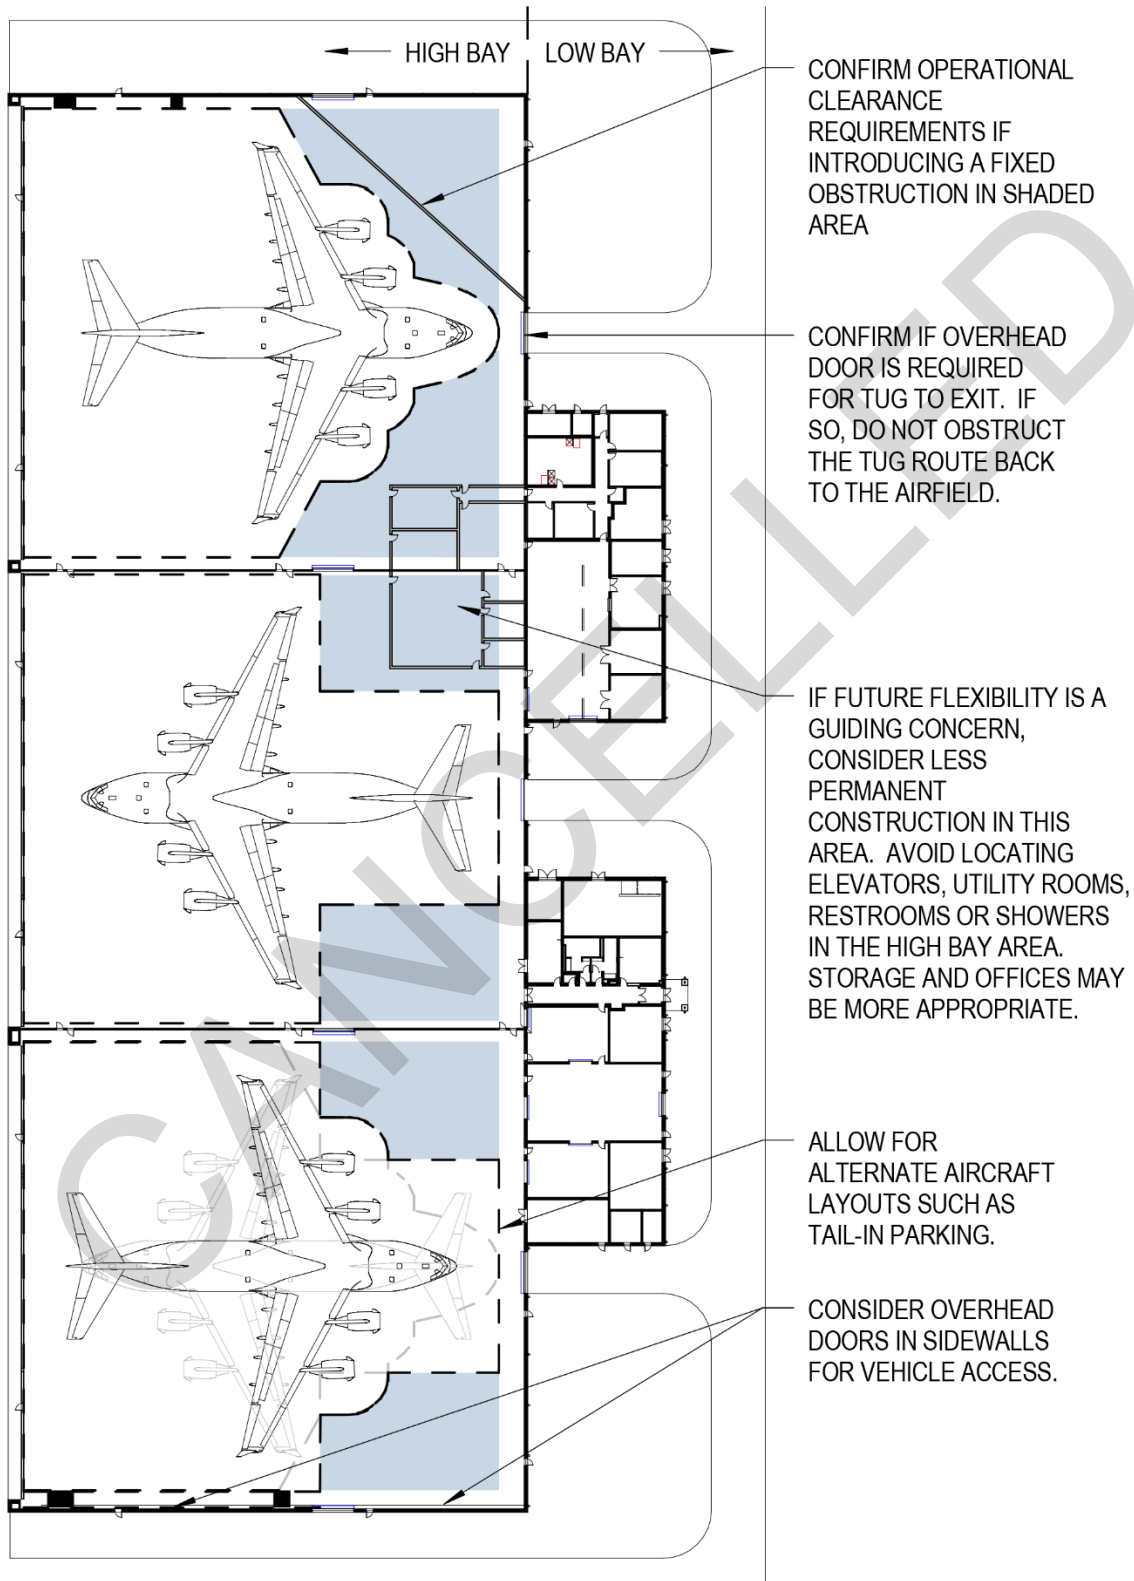 HIGH BAY LOW BAY
CONFIRM OPERATIONAL
CLEARANCE
REQUIREMENTS IF
INTRODUCING A FIXED
OBSTRUCTION IN SHADED
AREA
CONFIRM IF OVERHEAD
DOOR IS REQUIRED
FOR TUG TO EXIT. IF
SO, DO NOT OBSTRUCT
THE TUG ROUTE BACK
TO THE AIRFIELD.
IF FUTURE FLEXIBILITY IS A
GUIDING CONCERN,
CONSIDER LESS
PERMANENT
CONSTRUCTION IN THIS
AREA. AVOID LOCATING
ELEVATORS, UTILITY ROOMS,
RESTROOMS OR SHOWERS
IN THE HIGH BAY AREA.
STORAGE AND OFFICES MAY
BE MORE APPROPRIATE.
ALLOW FOR
ALTERNATE AIRCRAFT
LAYOUTS SUCH AS
TAIL-IN PARKING.
CONSIDER OVERHEAD
DOORS IN SIDEWALLS
FOR VEHICLE ACCESS.
CANCELLED